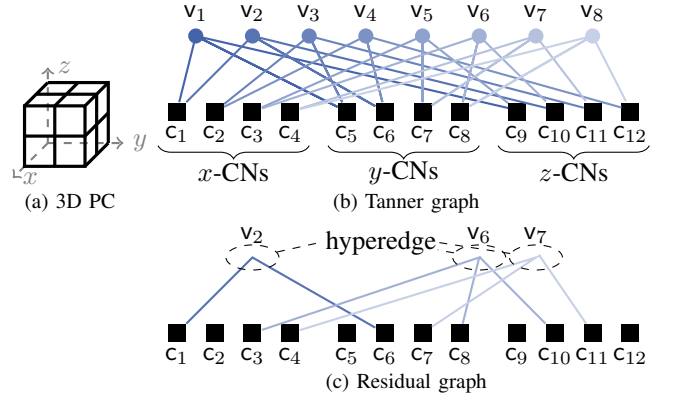 v₁ v₂ v₃ v₄ v₅ v₆ v₇ v₈
z
y
x
c₁ c₂ c₃ c₄ c₅ c₆ c₇ c₈ c₉ c₁₀ c₁₁ c₁₂
x-CNs y-CNs z-CNs
(a) 3D PC
(b) Tanner graph
v₂ hyperedge v₆ v₇
c₁ c₂ c₃ c₄ c₅ c₆ c₇ c₈ c₉ c₁₀ c₁₁ c₁₂
(c) Residual graph